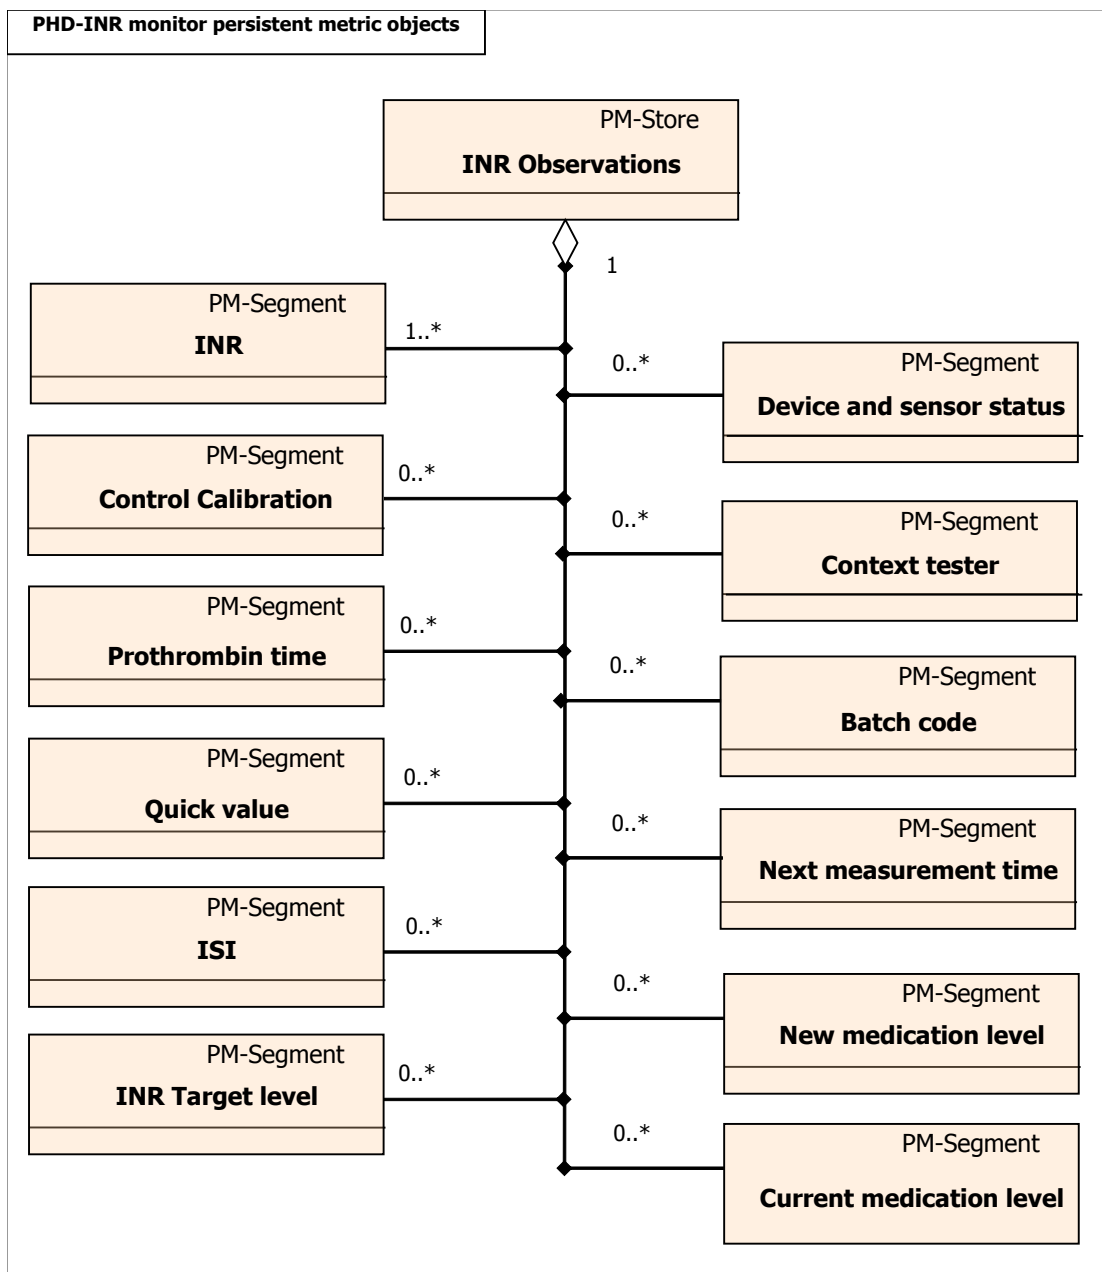 PHD-INR monitor persistent metric objects
PM-Store
INR Observations
1
PM-Segment
INR
1..*
PM-Segment
Device and sensor status
0..*
PM-Segment
Control Calibration
0..*
PM-Segment
Context tester
0..*
PM-Segment
Prothrombin time
0..*
PM-Segment
Batch code
0..*
PM-Segment
Quick value
0..*
PM-Segment
Next measurement time
0..*
PM-Segment
ISI
0..*
PM-Segment
New medication level
0..*
PM-Segment
INR Target level
0..*
PM-Segment
Current medication level
0..*